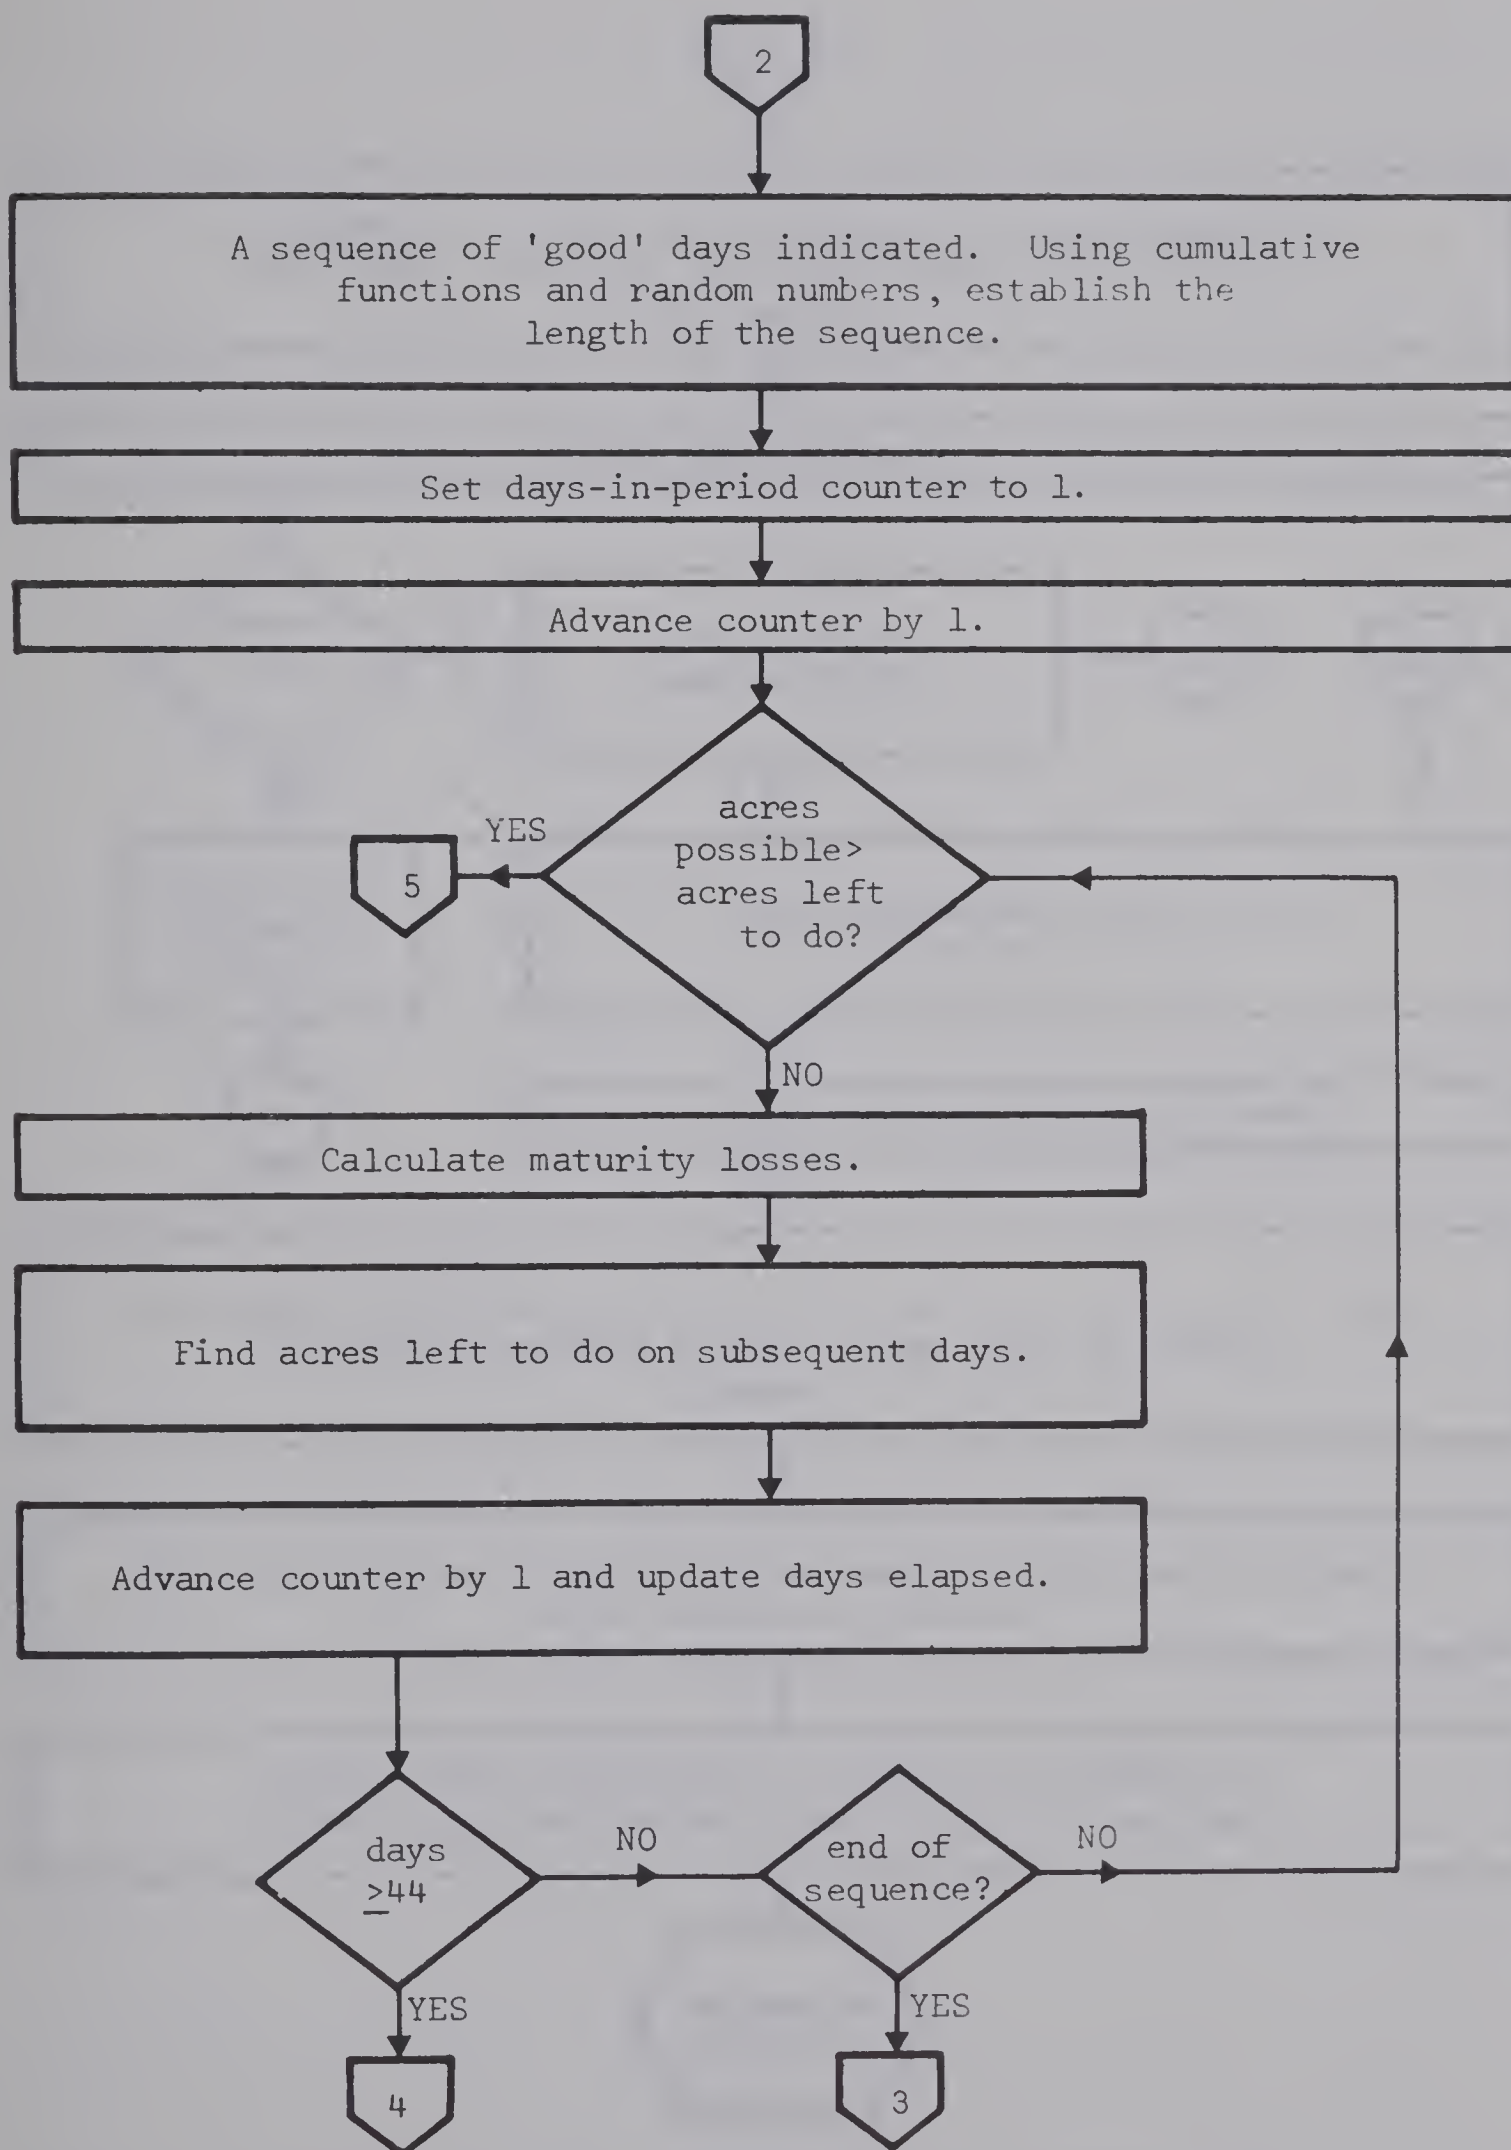 2
A sequence of 'good' days indicated. Using cumulative
functions and random numbers, establish the
length of the sequence.
Set days-in-period counter to 1.
Advance counter by 1.
acres
possible>
acres left
to do?
YES
5
NO
Calculate maturity losses.
Find acres left to do on subsequent days.
Advance counter by 1 and update days elapsed.
days
≥44
NO
end of
sequence?
NO
YES
4
YES
3